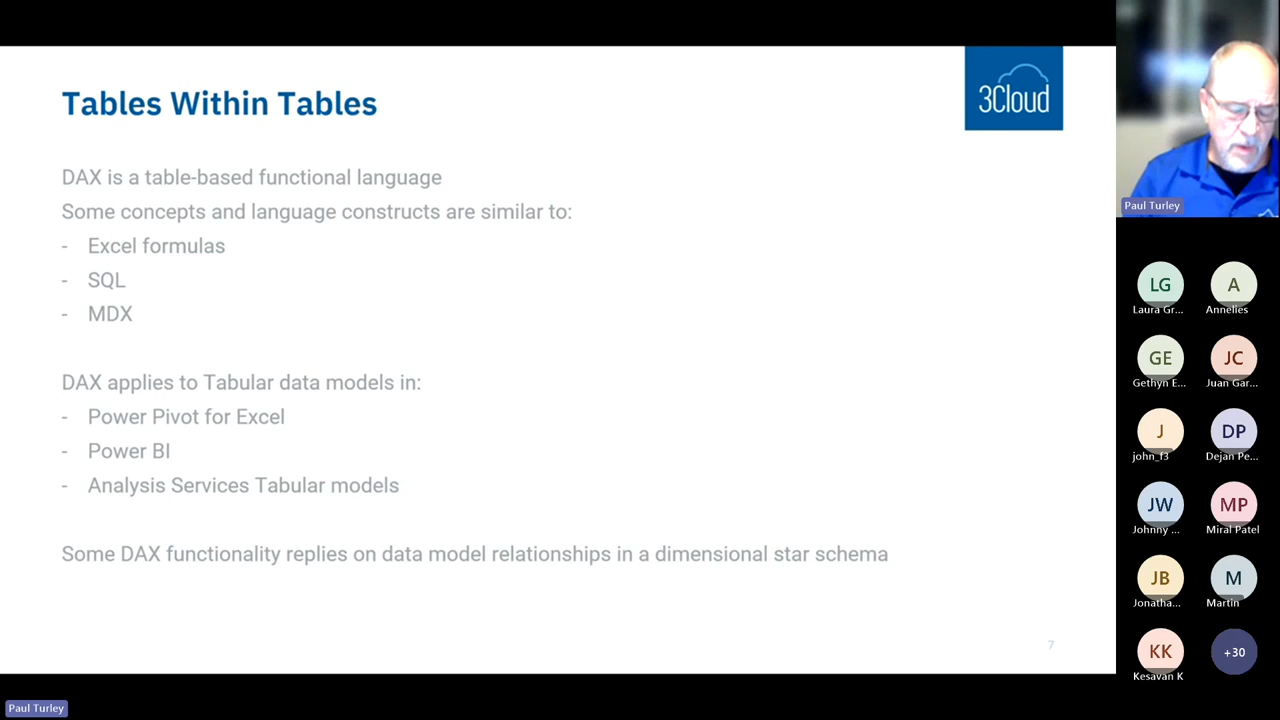 Tables Within Tables
3Cloud
DAX is a table-based functional language
Some concepts and language constructs are similar to:
- Excel formulas
- SQL
- MDX
DAX applies to Tabular data models in:
- Power Pivot for Excel
- Power BI
- Analysis Services Tabular models
Some DAX functionality replies on data model relationships in a dimensional star schema
7
Paul Turley
LG
Laura Gr...
A
Annelies
GE
Gethyn E...
JC
Juan Gar...
J
john_f3
DP
Dejan Pe...
JW
Johnny ...
MP
Miral Patel
JB
Jonatha...
M
Martin
KK
Kesavan K
+30
Paul Turley